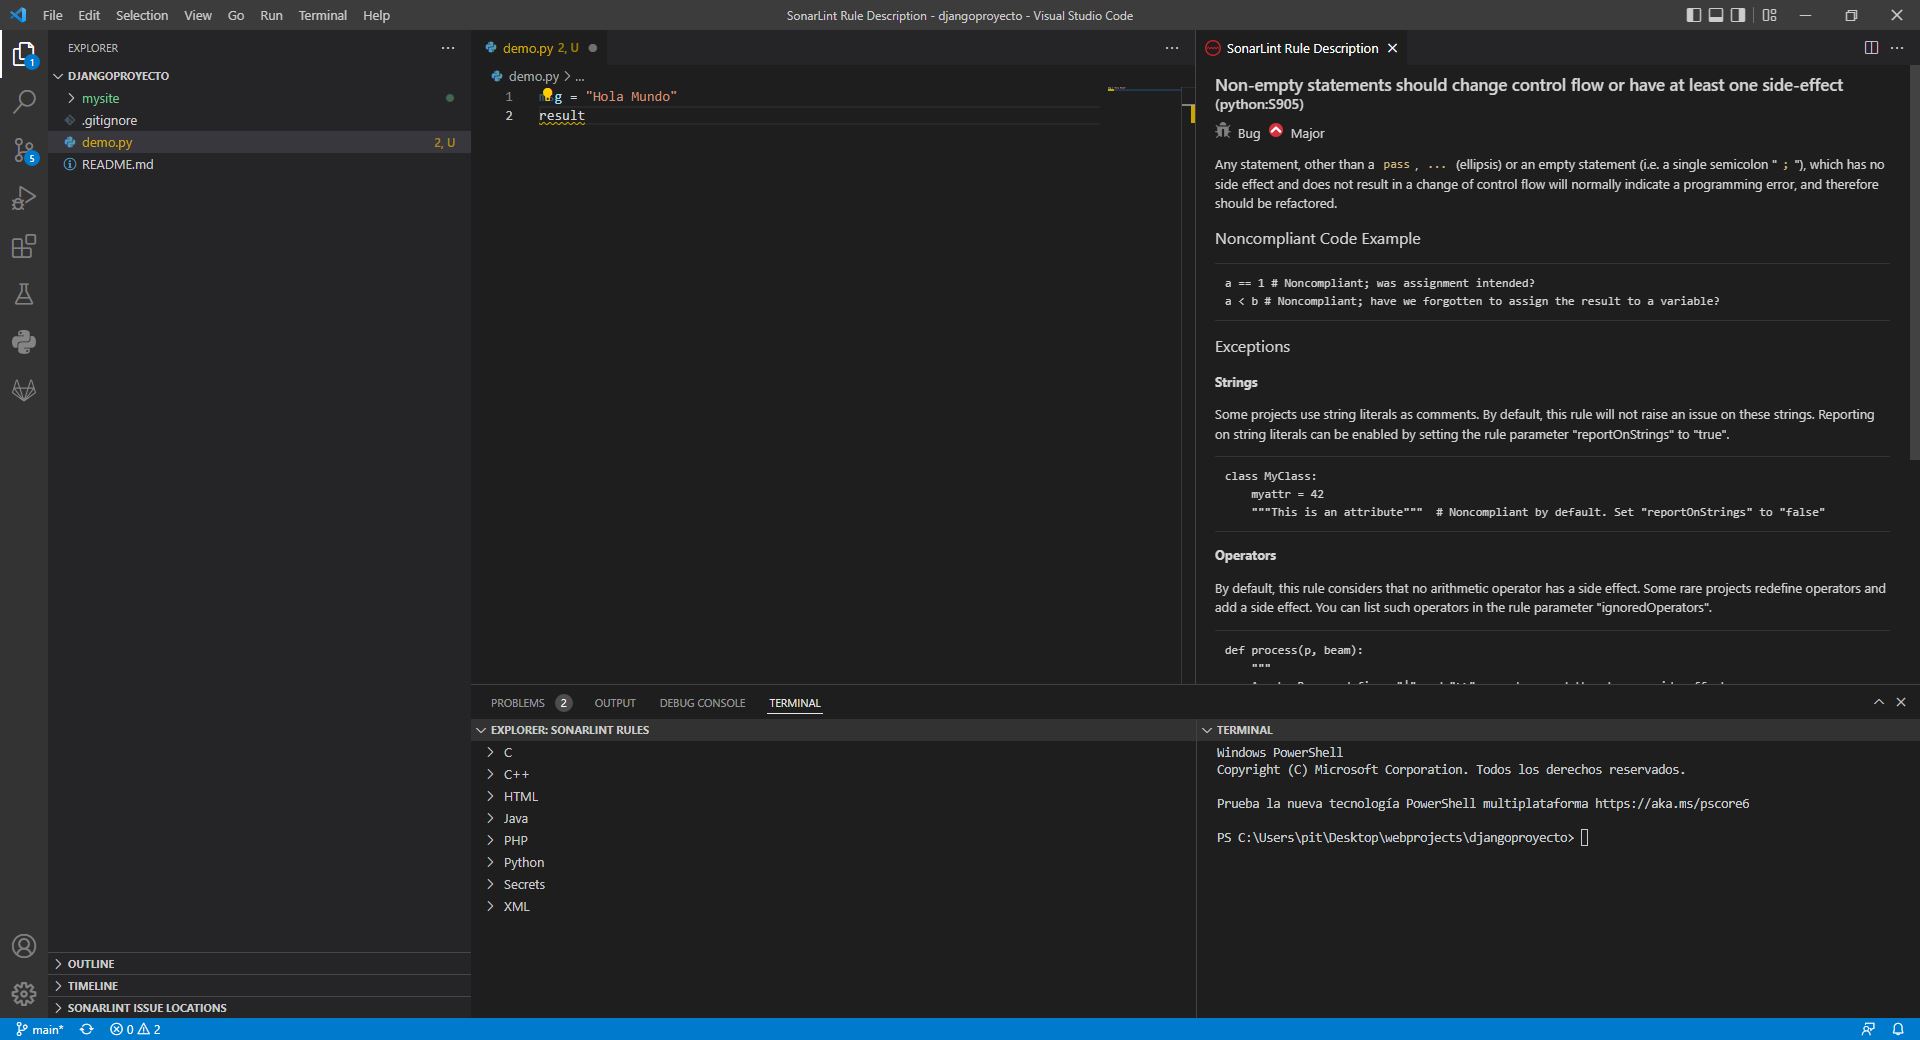 File Edit Selection View Go Run Terminal Help
SonarLint Rule Description - djangoproyecto - Visual Studio Code
EXPLORER
DJANGOPROYECTO
mysite
.gitignore
demo.py 2, U
README.md
1
5
OUTLINE
TIMELINE
SONARLINT ISSUE LOCATIONS
demo.py 2, U
demo.py > ...
1 g = "Hola Mundo"
2 result
SonarLint Rule Description
Non-empty statements should change control flow or have at least one side-effect
(python:S905)
Bug Major
Any statement, other than a pass, ... (ellipsis) or an empty statement (i.e. a single semicolon " ; "), which has no
side effect and does not result in a change of control flow will normally indicate a programming error, and therefore
should be refactored.
Noncompliant Code Example
a == 1 # Noncompliant; was assignment intended?
a < b # Noncompliant; have we forgotten to assign the result to a variable?
Exceptions
Strings
Some projects use string literals as comments. By default, this rule will not raise an issue on these strings. Reporting
on string literals can be enabled by setting the rule parameter "reportOnStrings" to "true".
class MyClass:
myattr = 42
"""This is an attribute""" # Noncompliant by default. Set "reportOnStrings" to "false"
Operators
By default, this rule considers that no arithmetic operator has a side effect. Some rare projects redefine operators and
add a side effect. You can list such operators in the rule parameter "ignoredOperators".
def process(p, beam):
"""
PROBLEMS 2 OUTPUT DEBUG CONSOLE TERMINAL
EXPLORER: SONARLINT RULES
C
C++
HTML
Java
PHP
Python
Secrets
XML
TERMINAL
Windows PowerShell
Copyright (C) Microsoft Corporation. Todos los derechos reservados.
Prueba la nueva tecnología PowerShell multiplataforma https://aka.ms/pscore6
PS C:\Users\pit\Desktop\webprojects\djangoproyecto>
main* 0 2